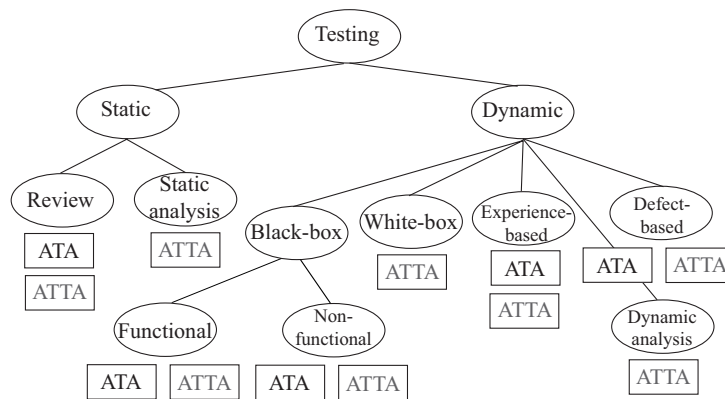 Testing
Static
Dynamic
Review
Static
analysis
Black-box
White-box
Experience-
based
Defect-
based
ATA
ATTA
ATTA
ATTA
ATA
ATTA
ATA
ATTA
Functional
Non-
functional
Dynamic
analysis
ATA
ATTA
ATA
ATTA
ATTA